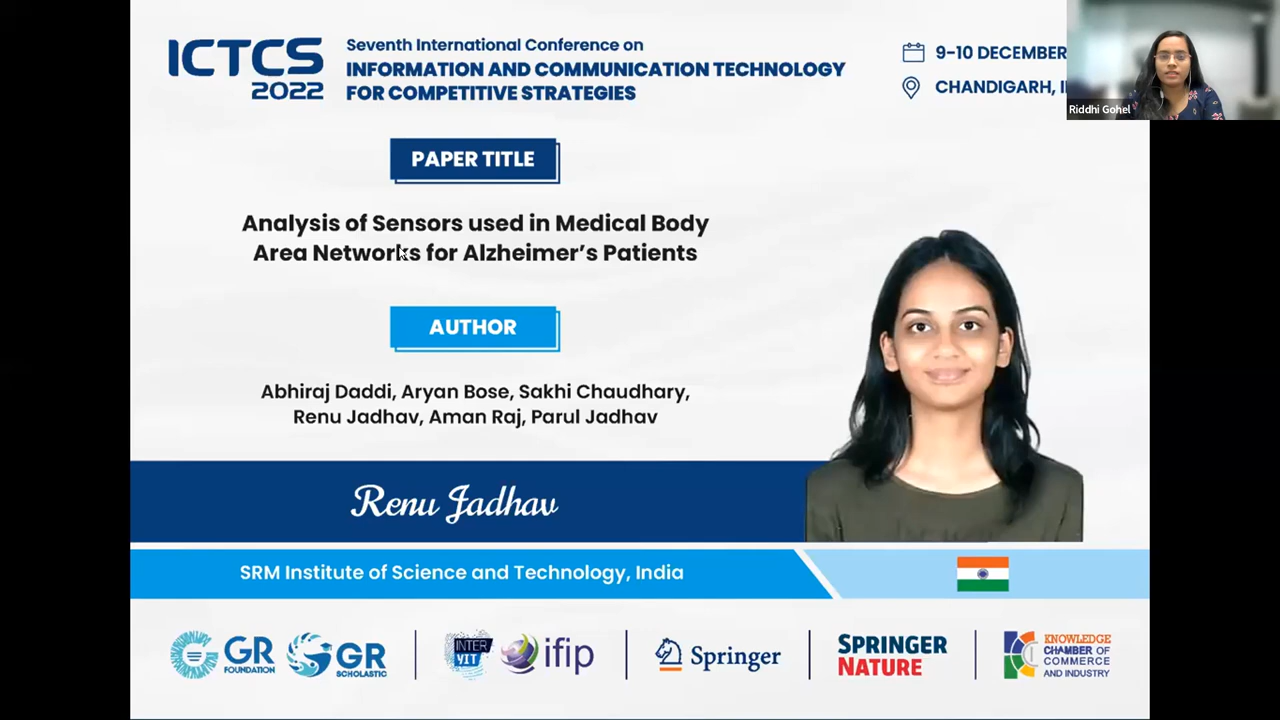 ICTCS
2022
Seventh International Conference on
INFORMATION AND COMMUNICATION TECHNOLOGY
FOR COMPETITIVE STRATEGIES
9-10 DECEMBER
CHANDIGARH,
Riddhi Gohel
PAPER TITLE
Analysis of Sensors used in Medical Body
Area Networks for Alzheimer's Patients
AUTHOR
Abhiraj Daddi, Aryan Bose, Sakhi Chaudhary,
Renu Jadhav, Aman Raj, Parul Jadhav
Renu Jadhav
SRM Institute of Science and Technology, India
GR
FOUNDATION
GR
SCHOLASTIC
INTER
YIT
ifip
Springer
SPRINGER
NATURE
KNOWLEDGE
CHAMBER OF
COMMERCE
AND INDUSTRY